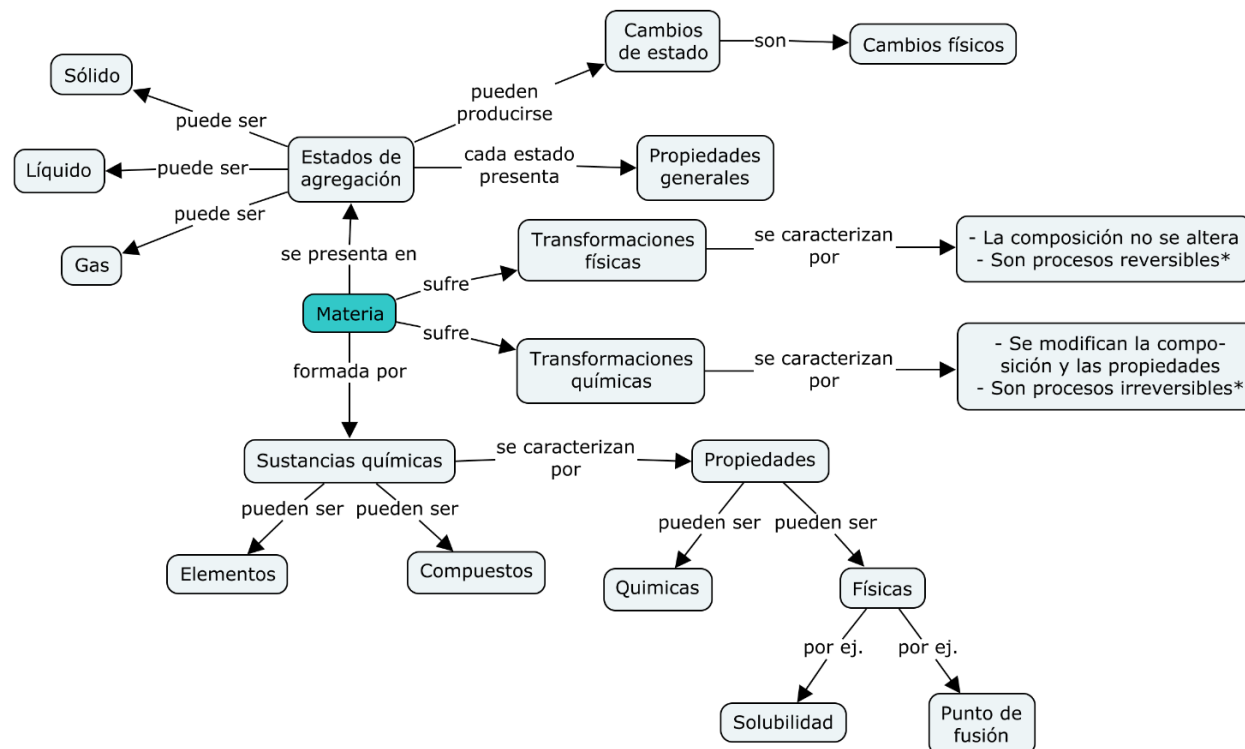 Cambios
de estado
son
Cambios físicos
Sólido
pueden
producirse
puede ser
Estados de
agregación
cada estado
presenta
Propiedades
generales
Líquido
puede ser
puede ser
Gas
se presenta en
Transformaciones
físicas
se caracterizan
por
- La composición no se altera
- Son procesos reversibles*
sufre
Materia
sufre
Transformaciones
químicas
se caracterizan
por
- Se modifican la compo-
sición y las propiedades
- Son procesos irreversibles*
formada por
Sustancias químicas
se caracterizan
por
Propiedades
pueden ser
pueden ser
pueden ser
pueden ser
Elementos
Compuestos
Quimicas
Físicas
por ej.
por ej.
Solubilidad
Punto de
fusión